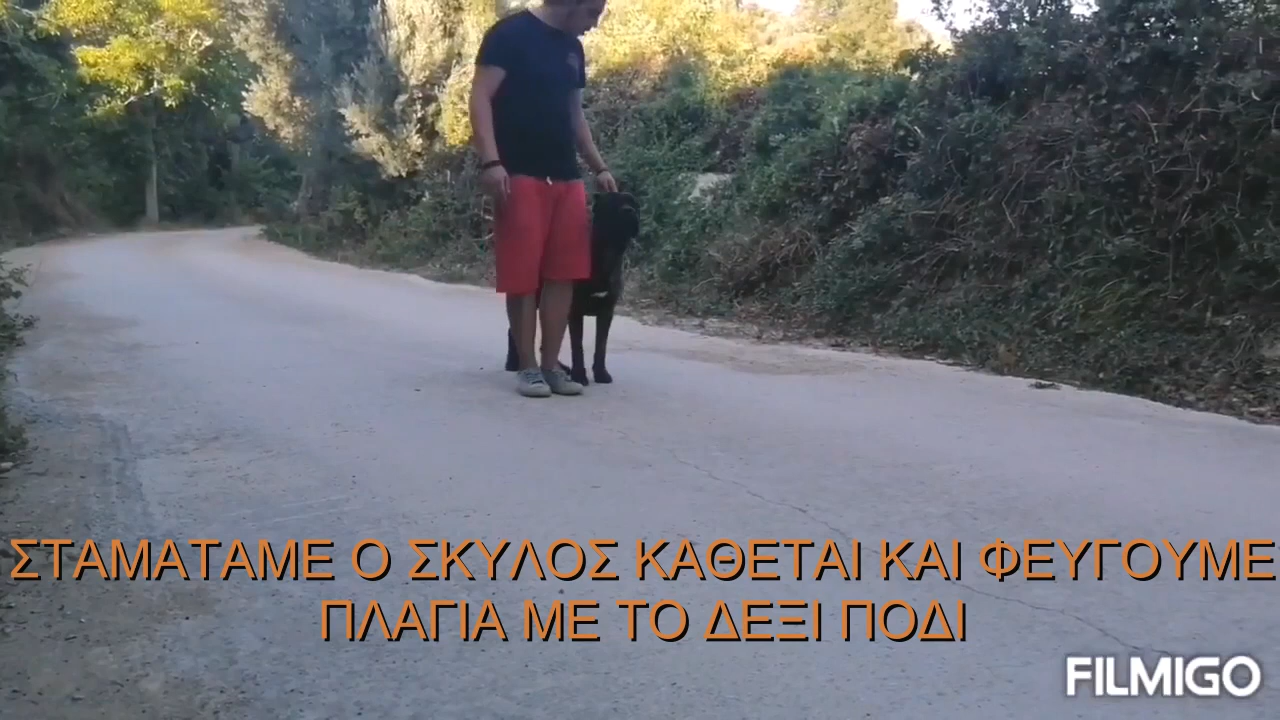 ΣΤΑΜΑΤΑΜΕ Ο ΣΚΥΛΟΣ ΚΑΘΕΤΑΙ ΚΑΙ ΦΕΥΓΟΥΜΕ
ΠΛΑΓΙΑ ΜΕ ΤΟ ΔΕΞΙ ΠΟΔΙ
FILMIGO